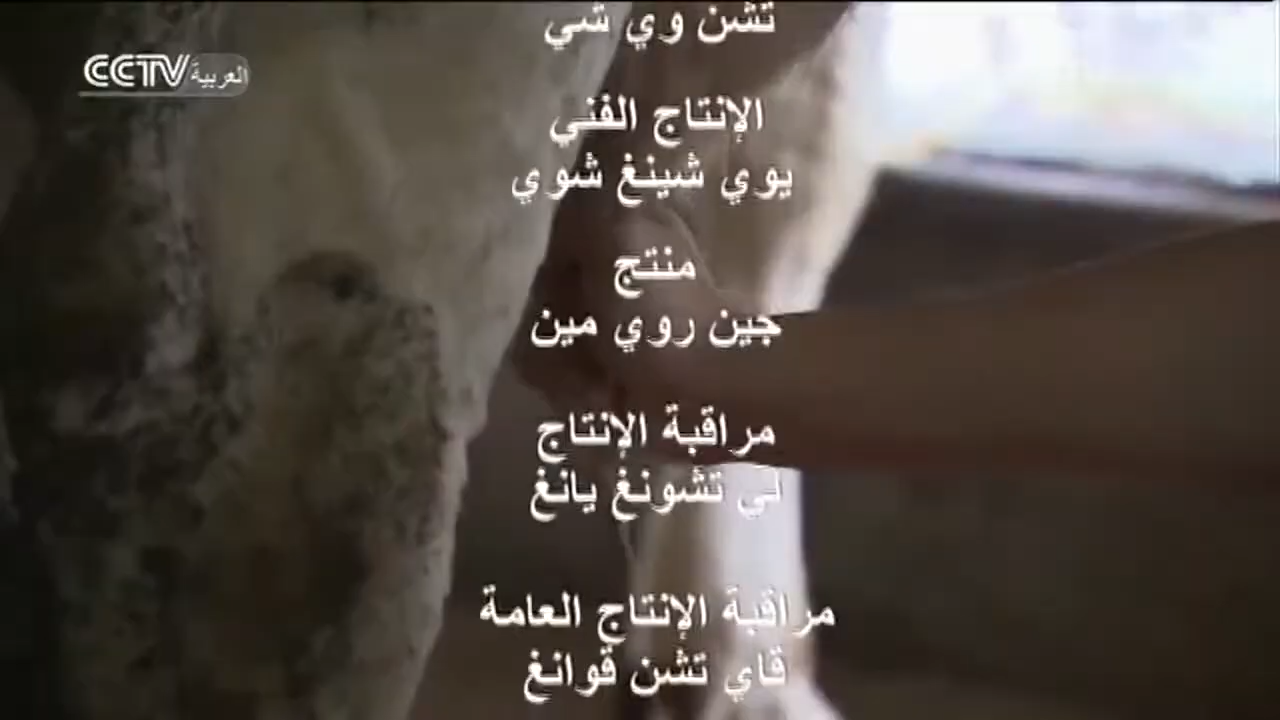 تشن وي شي
CCTV العربية
الإنتاج الفني
يوي شينغ شوي
منتج
جين روي مين
مراقبة الإنتاج
لي تشونغ يانغ
مراقبة الإنتاج العامة
قاي تشن قوانغ